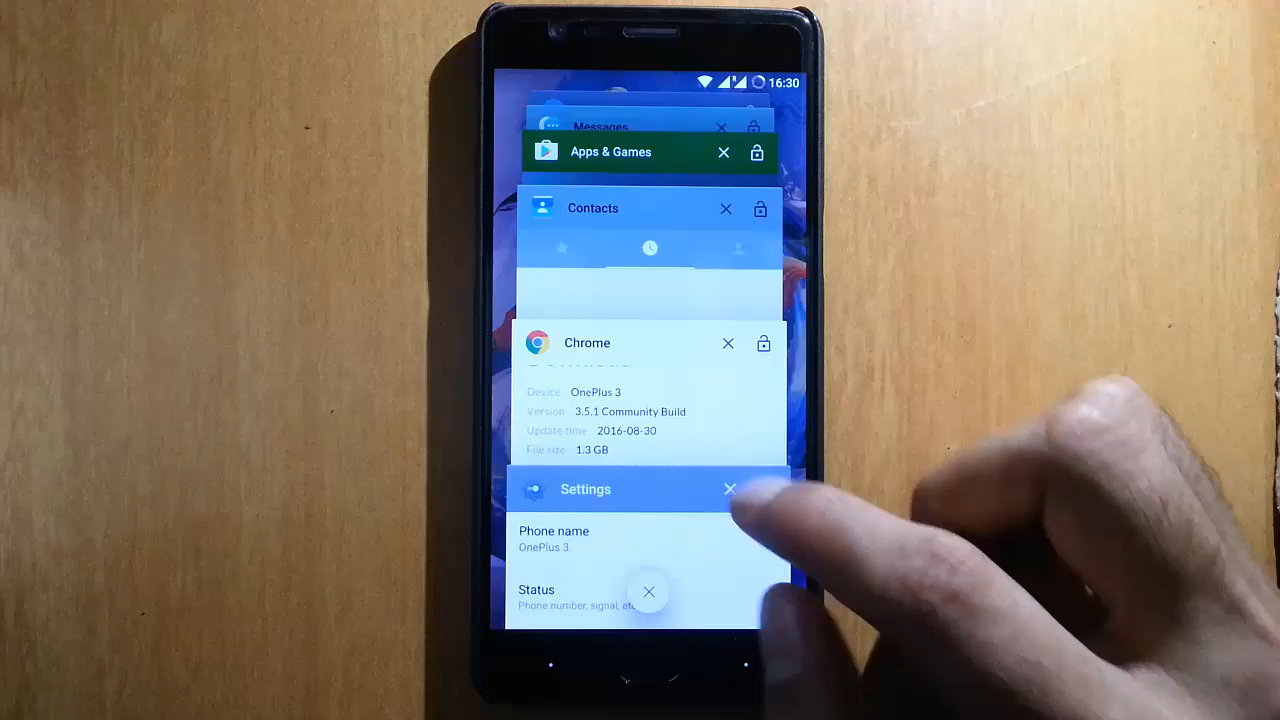 R
16:30
Messages
Apps & Games
Contacts
Chrome
Device OnePlus 3
Version 3.5.1 Community Build
Update time 2016-08-30
File size 1.3 GB
Settings
Phone name
OnePlus 3
Status
Phone number, signal, etc